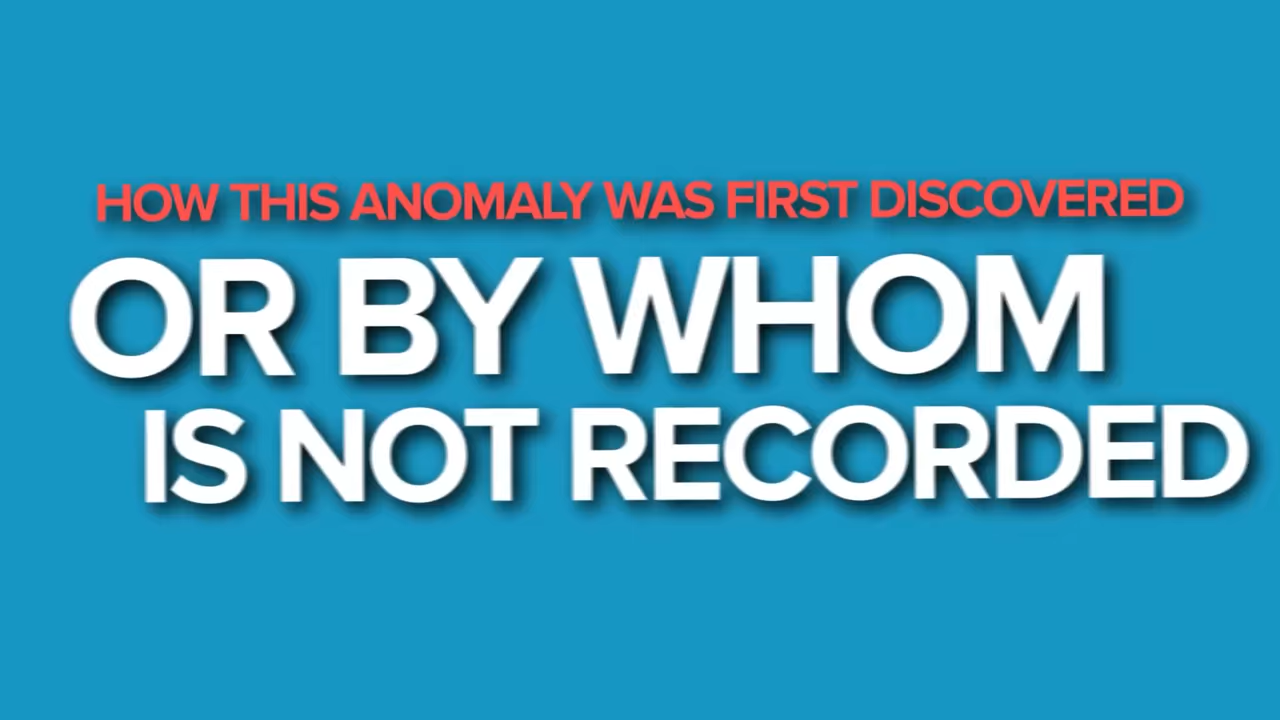 HOW THIS ANOMALY WAS FIRST DISCOVERED
OR BY WHOM
IS NOT RECORDED